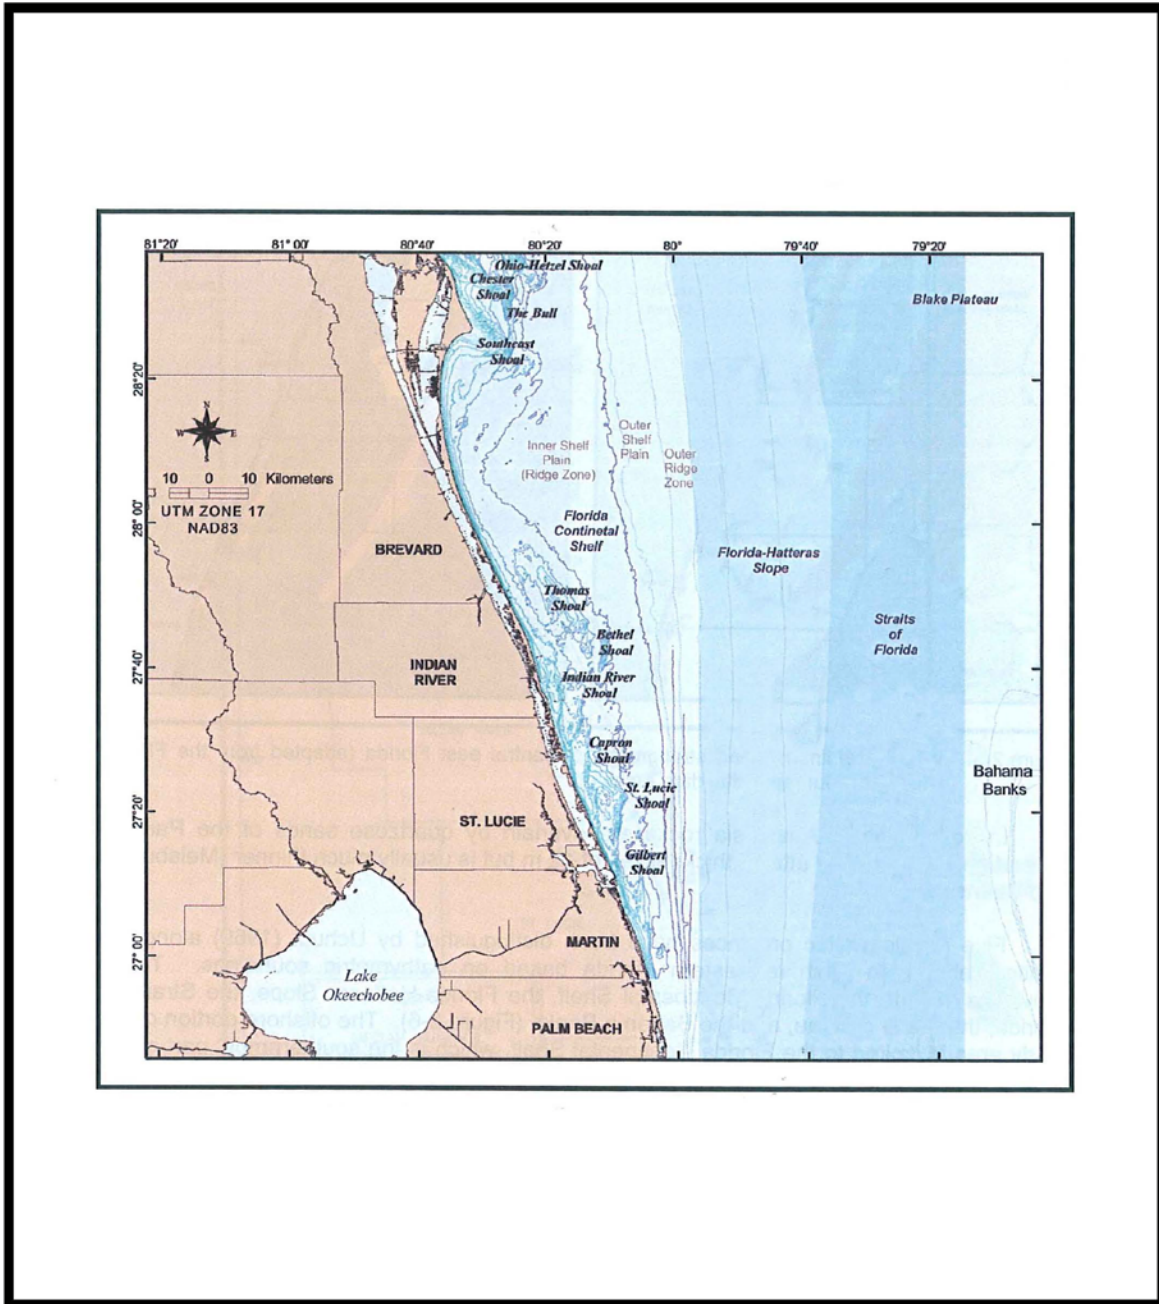 81°20'
81°00'
80°40'
80°20'
80°
79°40'
79°20'
Ohio-Hetzel Shoal
Chester
Shoal
The Bull
Southeast
Shoal
Blake Plateau
28°20'
N
W
E
S
10 0 10 Kilometers
UTM ZONE 17
NAD83
28°00'
Inner Shelf
Plain
(Ridge Zone)
Outer
Shelf
Plain
Outer
Ridge
Zone
Florida
Continetal
Shelf
BREVARD
Florida-Hatteras
Slope
Thomas
Shoal
Bethel
Shoal
Straits
of
Florida
27°40'
INDIAN
RIVER
Indian River
Shoal
Capron
Shoal
St. Lucie
Shoal
Bahama
Banks
27°20'
ST. LUCIE
Gilbert
Shoal
27°00'
MARTIN
Lake
Okeechobee
PALM BEACH